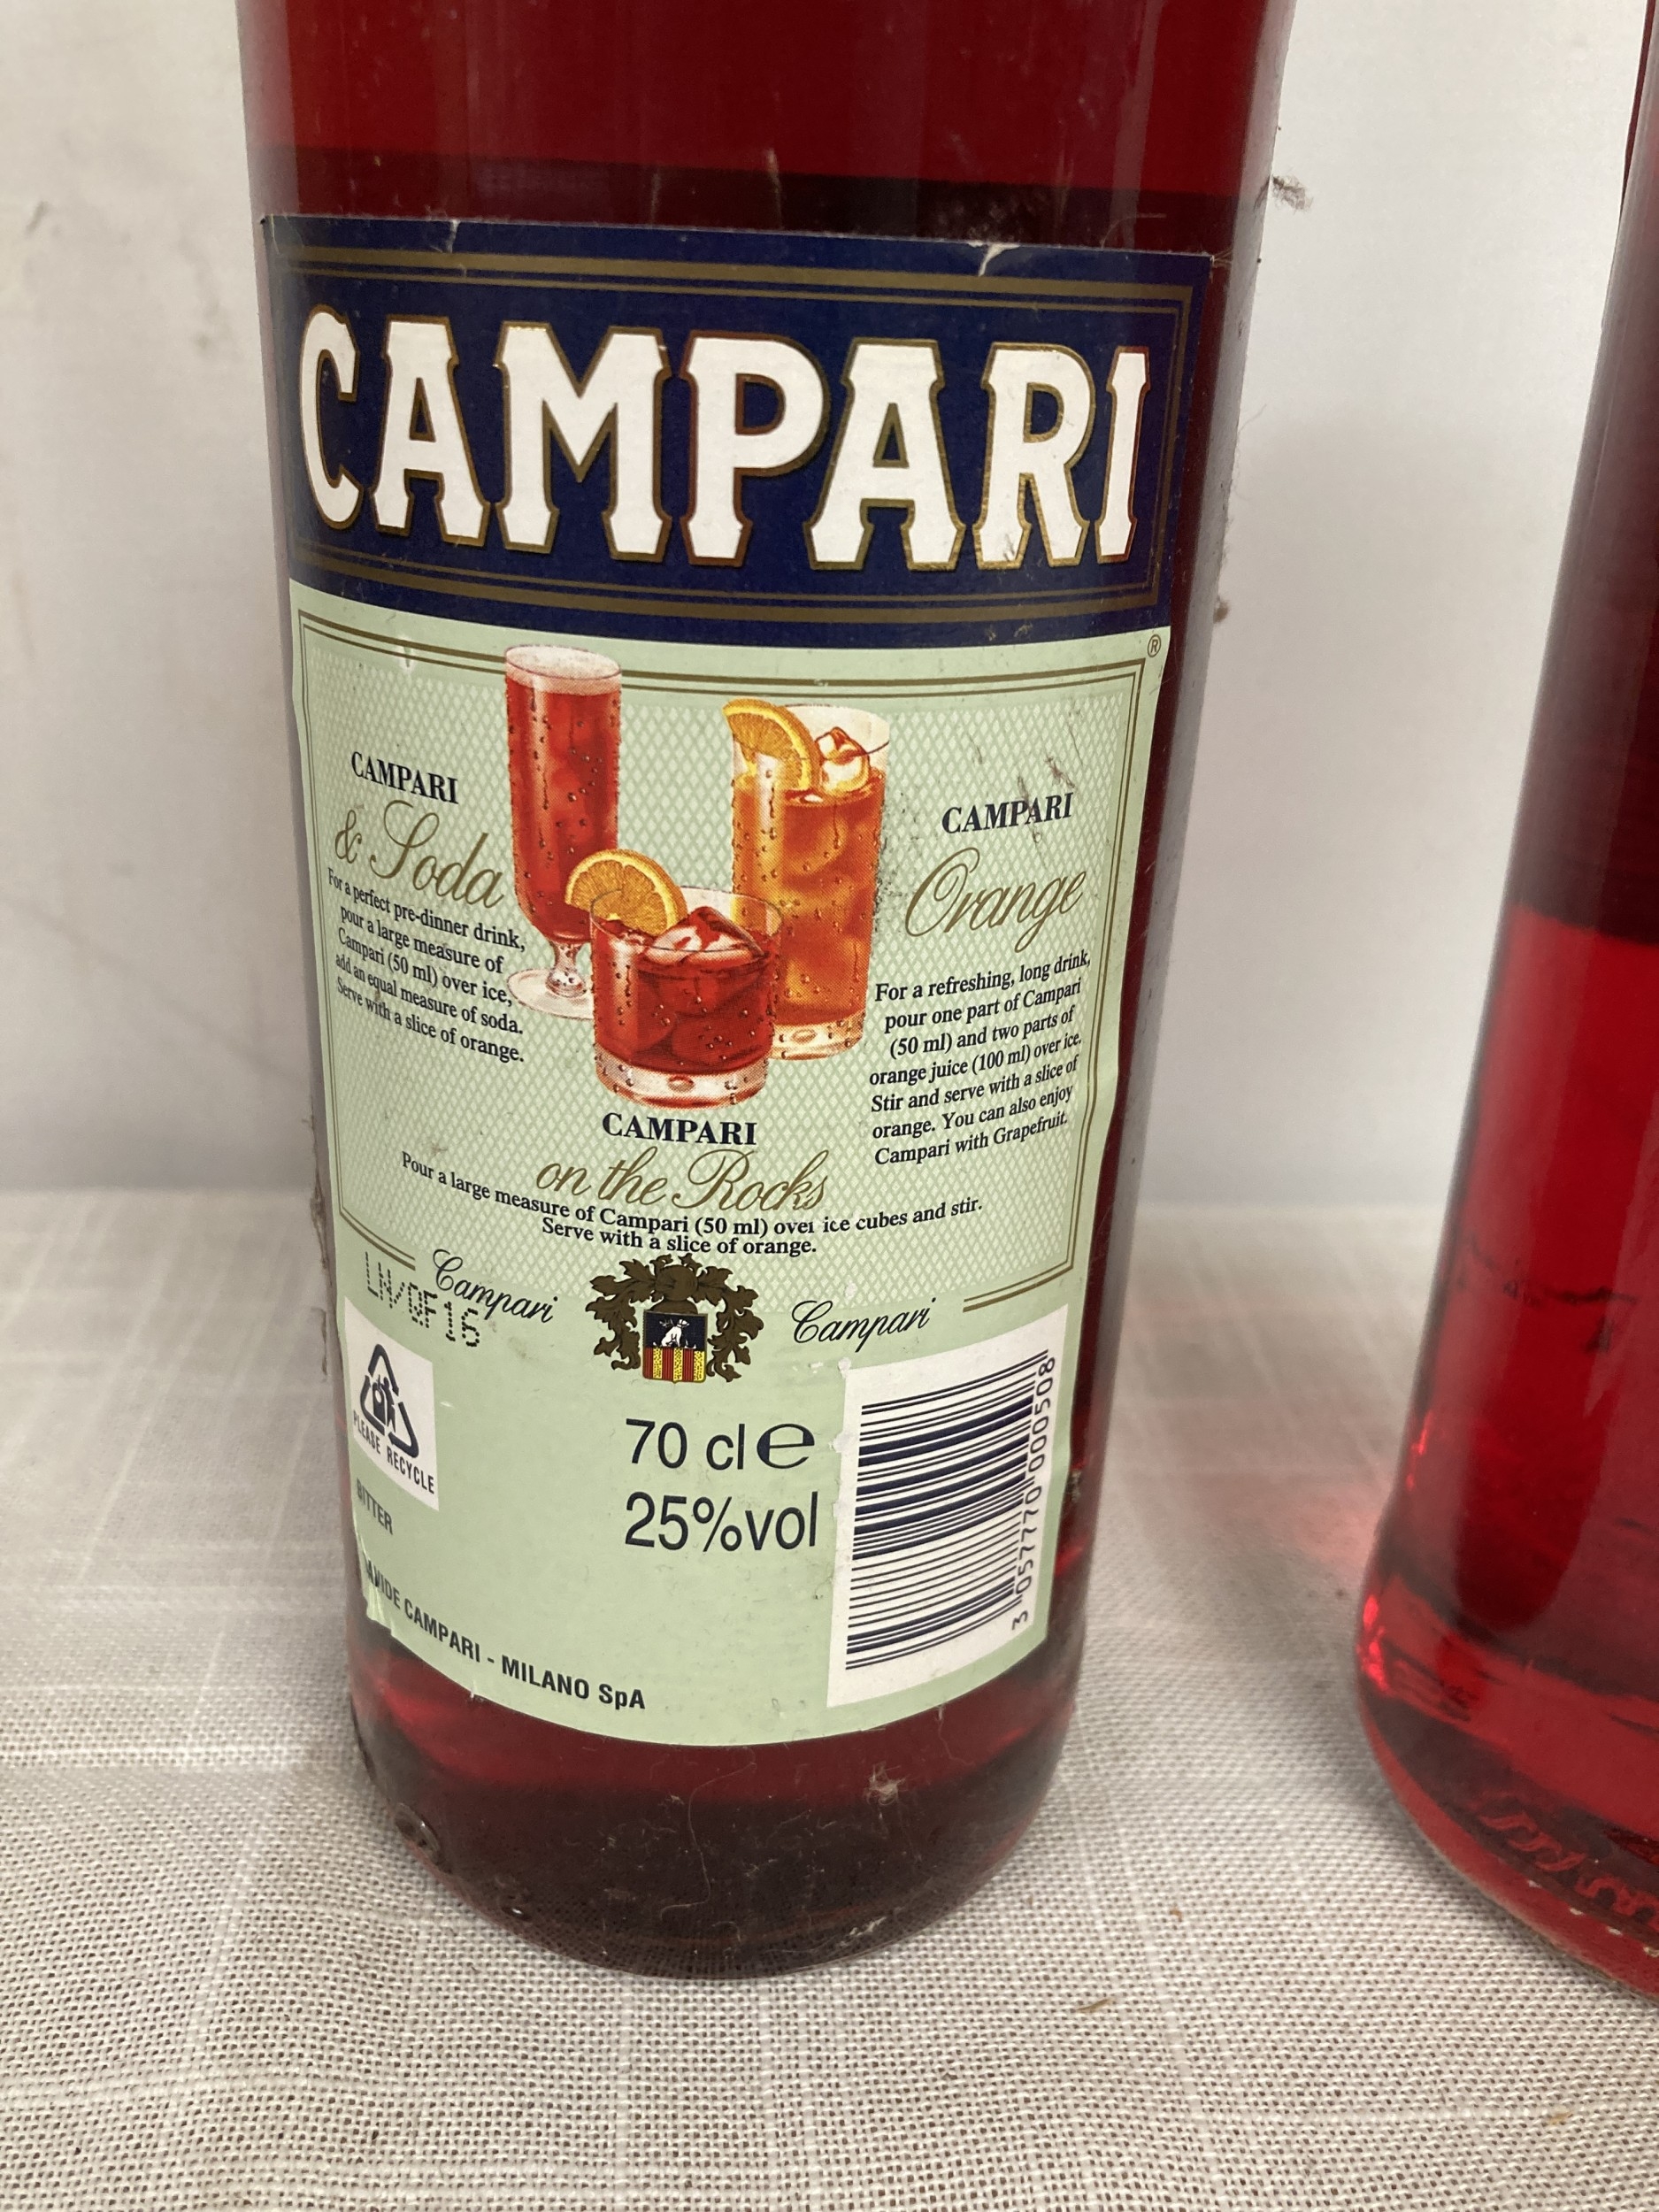 CAMPARI
®
CAMPARI
& Soda
For a perfect pre-dinner drink,
pour a large measure of
Campari (50 ml) over ice,
add an equal measure of soda.
Serve with a slice of orange.
CAMPARI
Orange
For a refreshing, long drink,
pour one part of Campari
(50 ml) and two parts of
orange juice (100 ml) over ice.
Stir and serve with a slice of
orange. You can also enjoy
Campari with Grapefruit.
CAMPARI
on the Rocks
Pour a large measure of Campari (50 ml) over ice cubes and stir.
Serve with a slice of orange.
Campari
Campari
PLEASE RECYCLE
70 cl e
25%vol
BITTER
CAMPARI - MILANO SpA
3 057770 000508